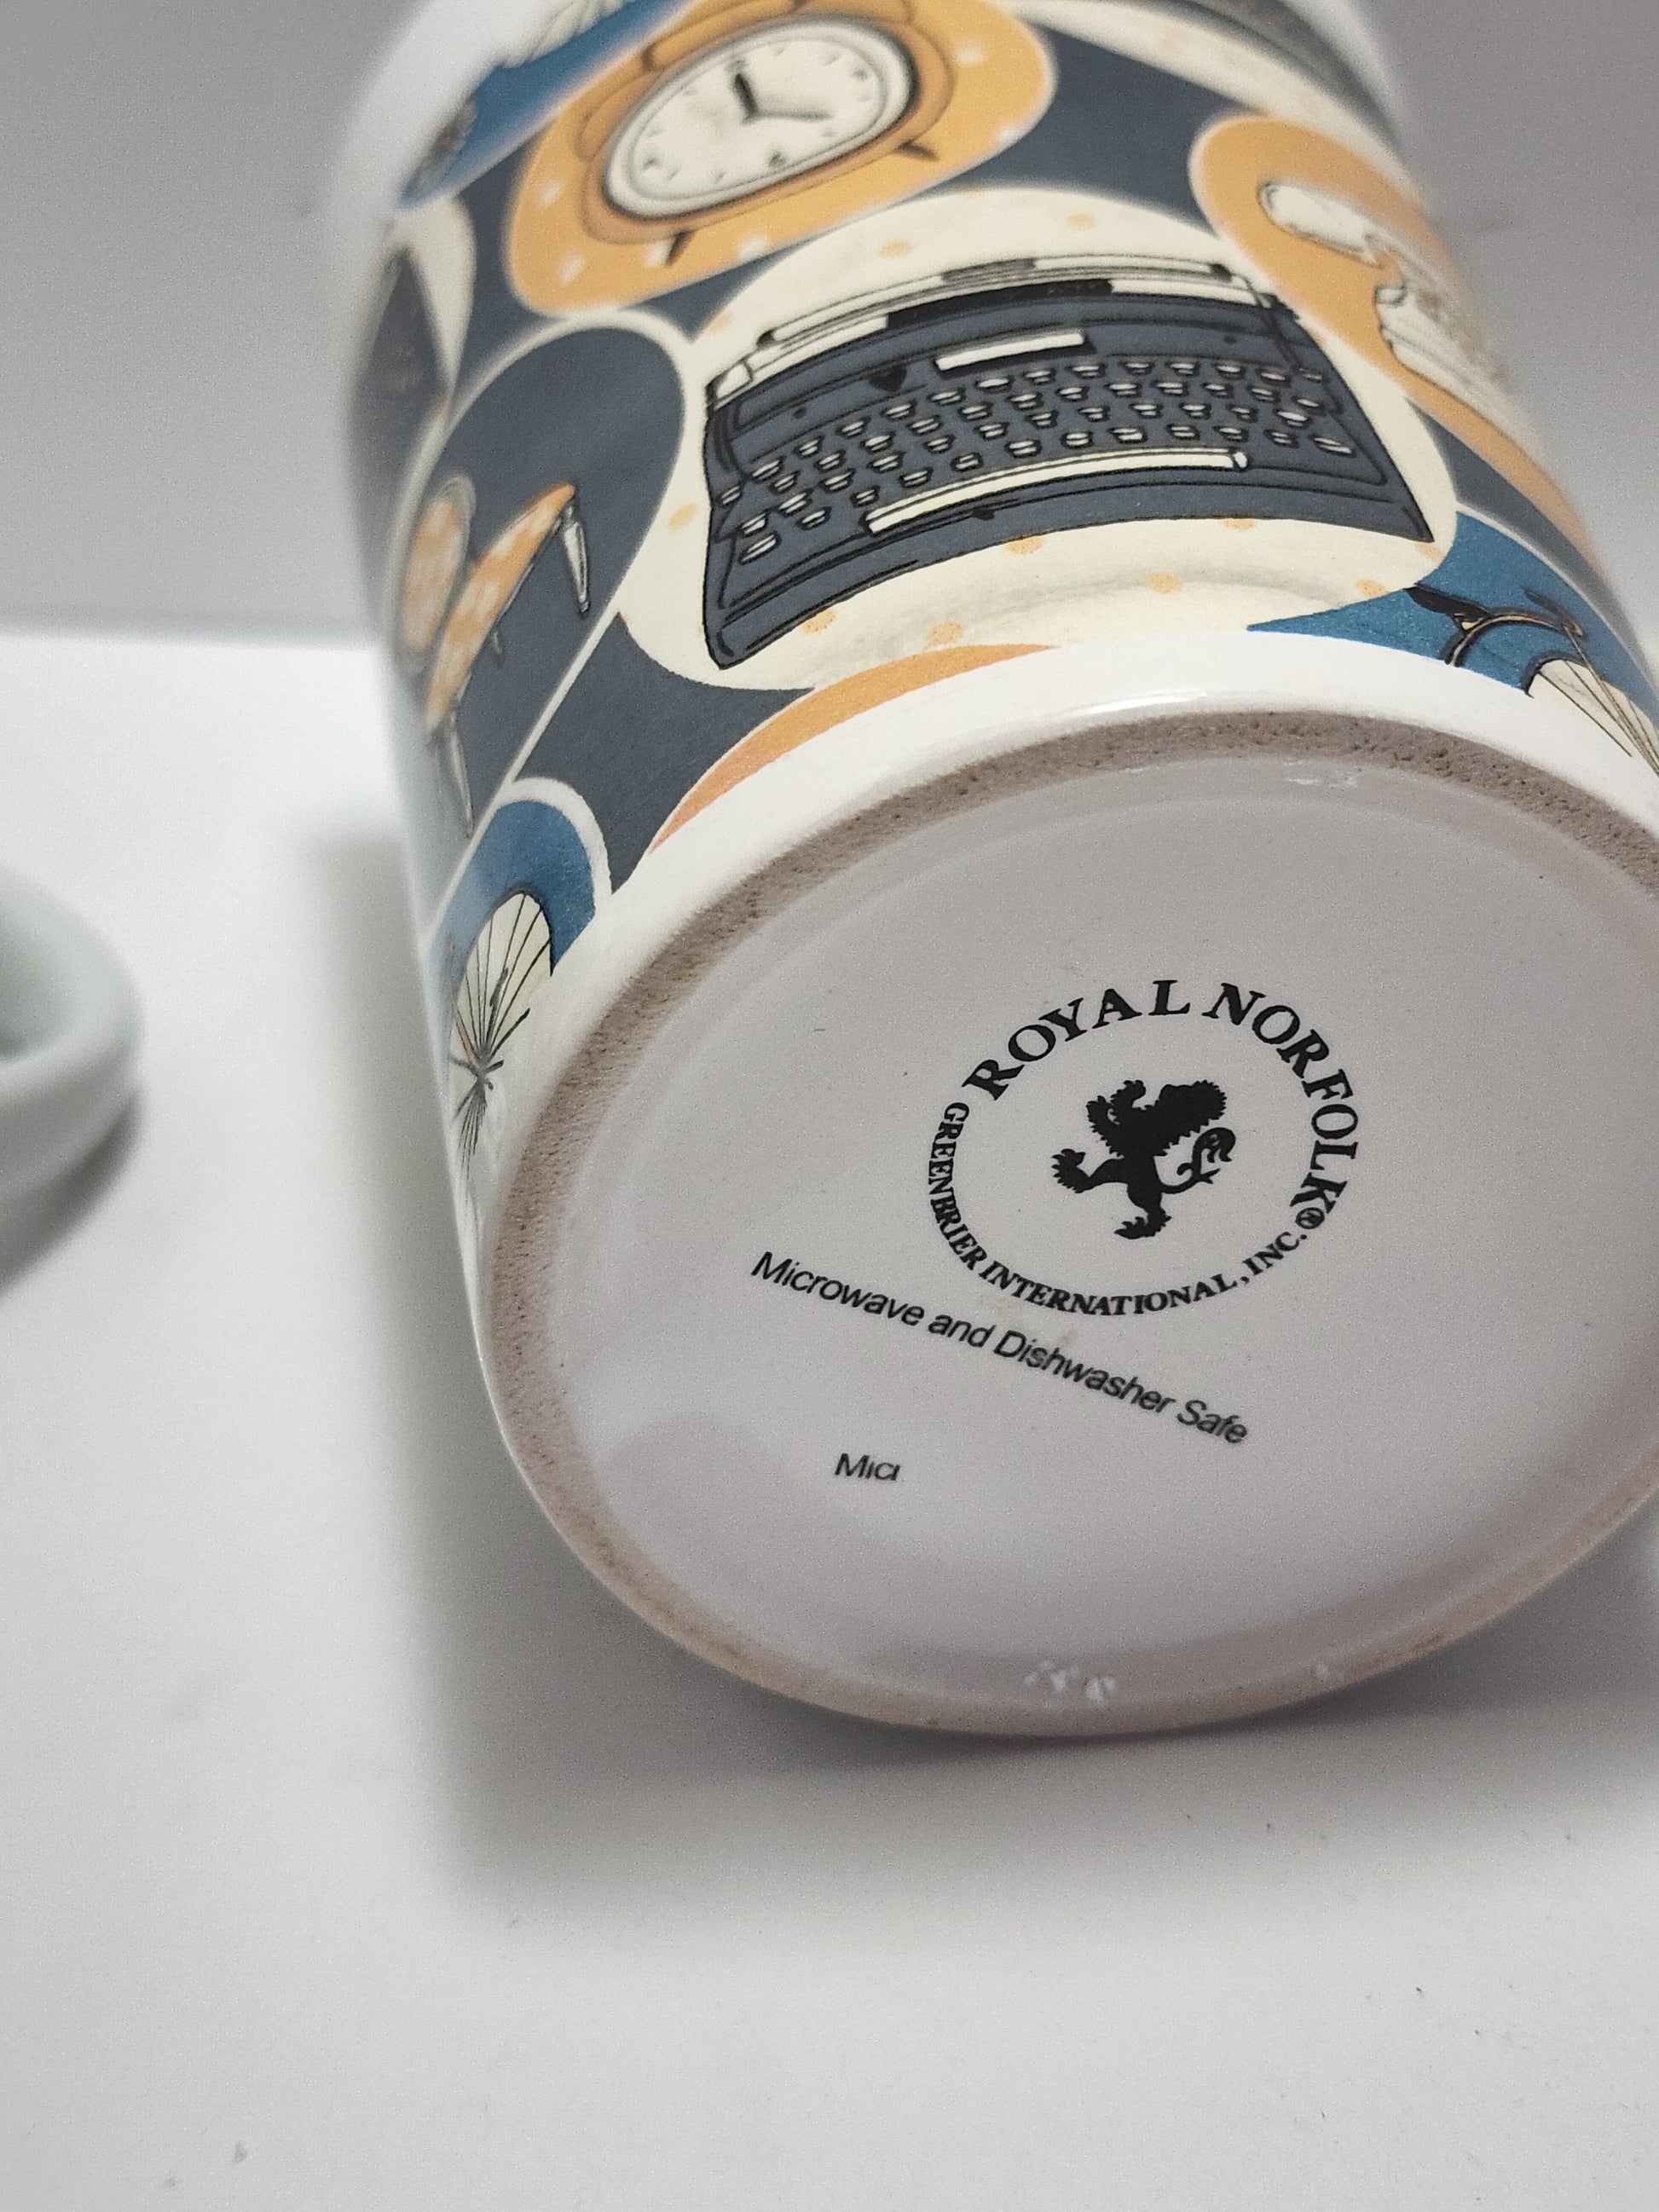 ROYAL NORFOLK®
GREENBRIER INTERNATIONAL, INC.
Microwave and Dishwasher Safe
Mici